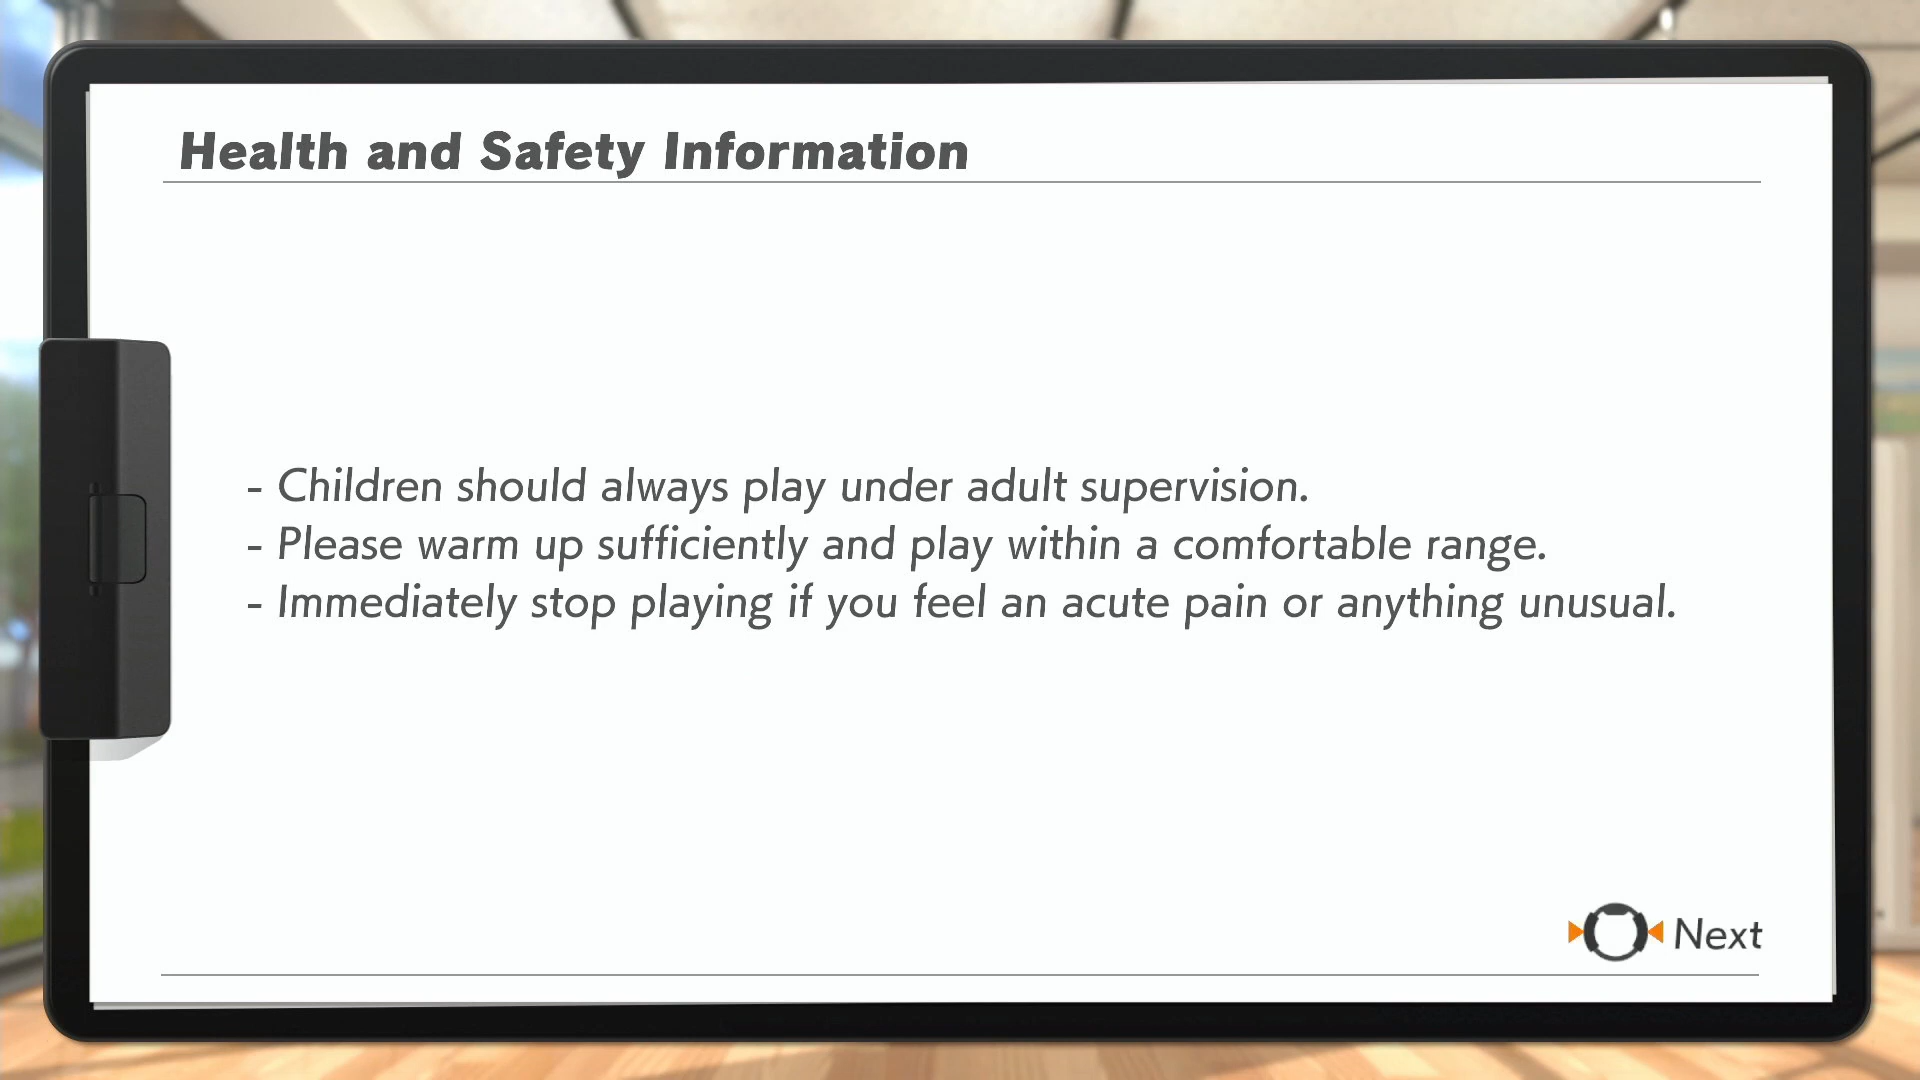 Health and Safety Information
- Children should always play under adult supervision.
- Please warm up sufficiently and play within a comfortable range.
- Immediately stop playing if you feel an acute pain or anything unusual.
Next